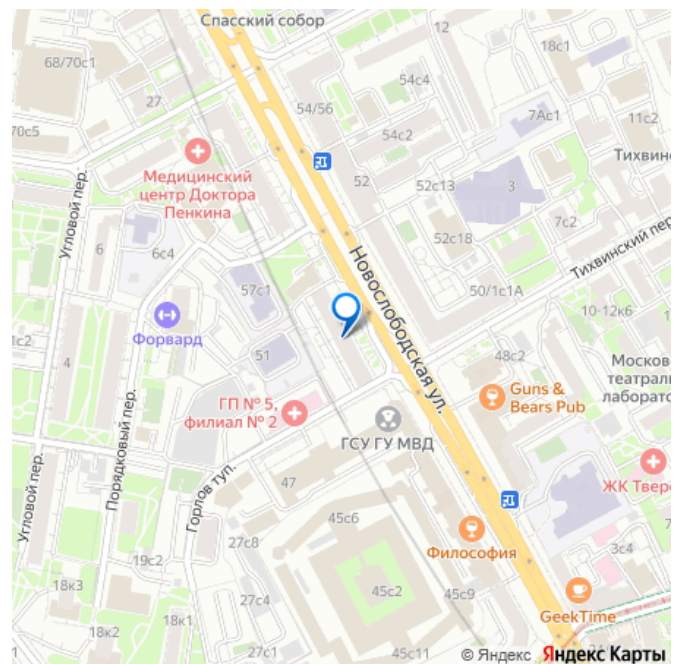 Спасский собор
12
18с1
68/70с1
27
54/56
54с4
7Ас1
11с2
70с5
54с2
Тихвинс
Медицинский
центр Доктора
Пенкина
52
52с13
3
Угловой пер.
6
6с4
7с2
52с18
Тихвинский пер
Новослободская ул.
57с1
50/1с1А
10-12к6
1с2
Форвард
4
51
48с2
Москов
театраль
лаборато
Guns &
Bears Pub
ГП № 5,
филиал № 2
ГСУ ГУ МВД
Порядковый пер.
Угловой пер.
Горлов туп.
47
ЖК Твер
45с6
27с8
Философия
19с2
3с4
18к3
45с2
45с9
27с4
GeekTime
18к2
18к1
45с11
© Яндекс Яндекс Карты